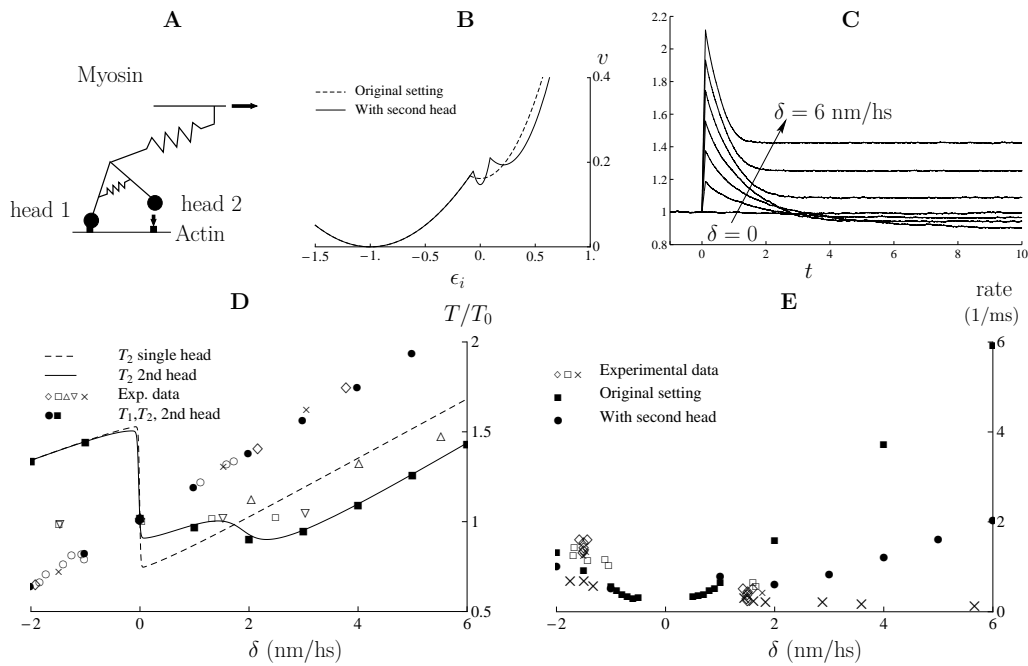 A
Myosin
head 1
head 2
Actin
B
v
0.4
Original setting
With second head
0.2
0
−1.5
−1.
−0.5
0.
0.5
1.
ϵi
C
2.2
2
1.8
1.6
1.4
1.2
1
0.8
δ = 6 nm/hs
δ = 0
0
2
4
6
8
10
t
D
T/T0
2
1.5
1
0.5
T2 single head
T2 2nd head
Exp. data
T1,T2, 2nd head
−2
0
2
4
6
δ (nm/hs)
E
rate
(1/ms)
6
4
2
0
Experimental data
Original setting
With second head
−2
0
2
4
6
δ (nm/hs)